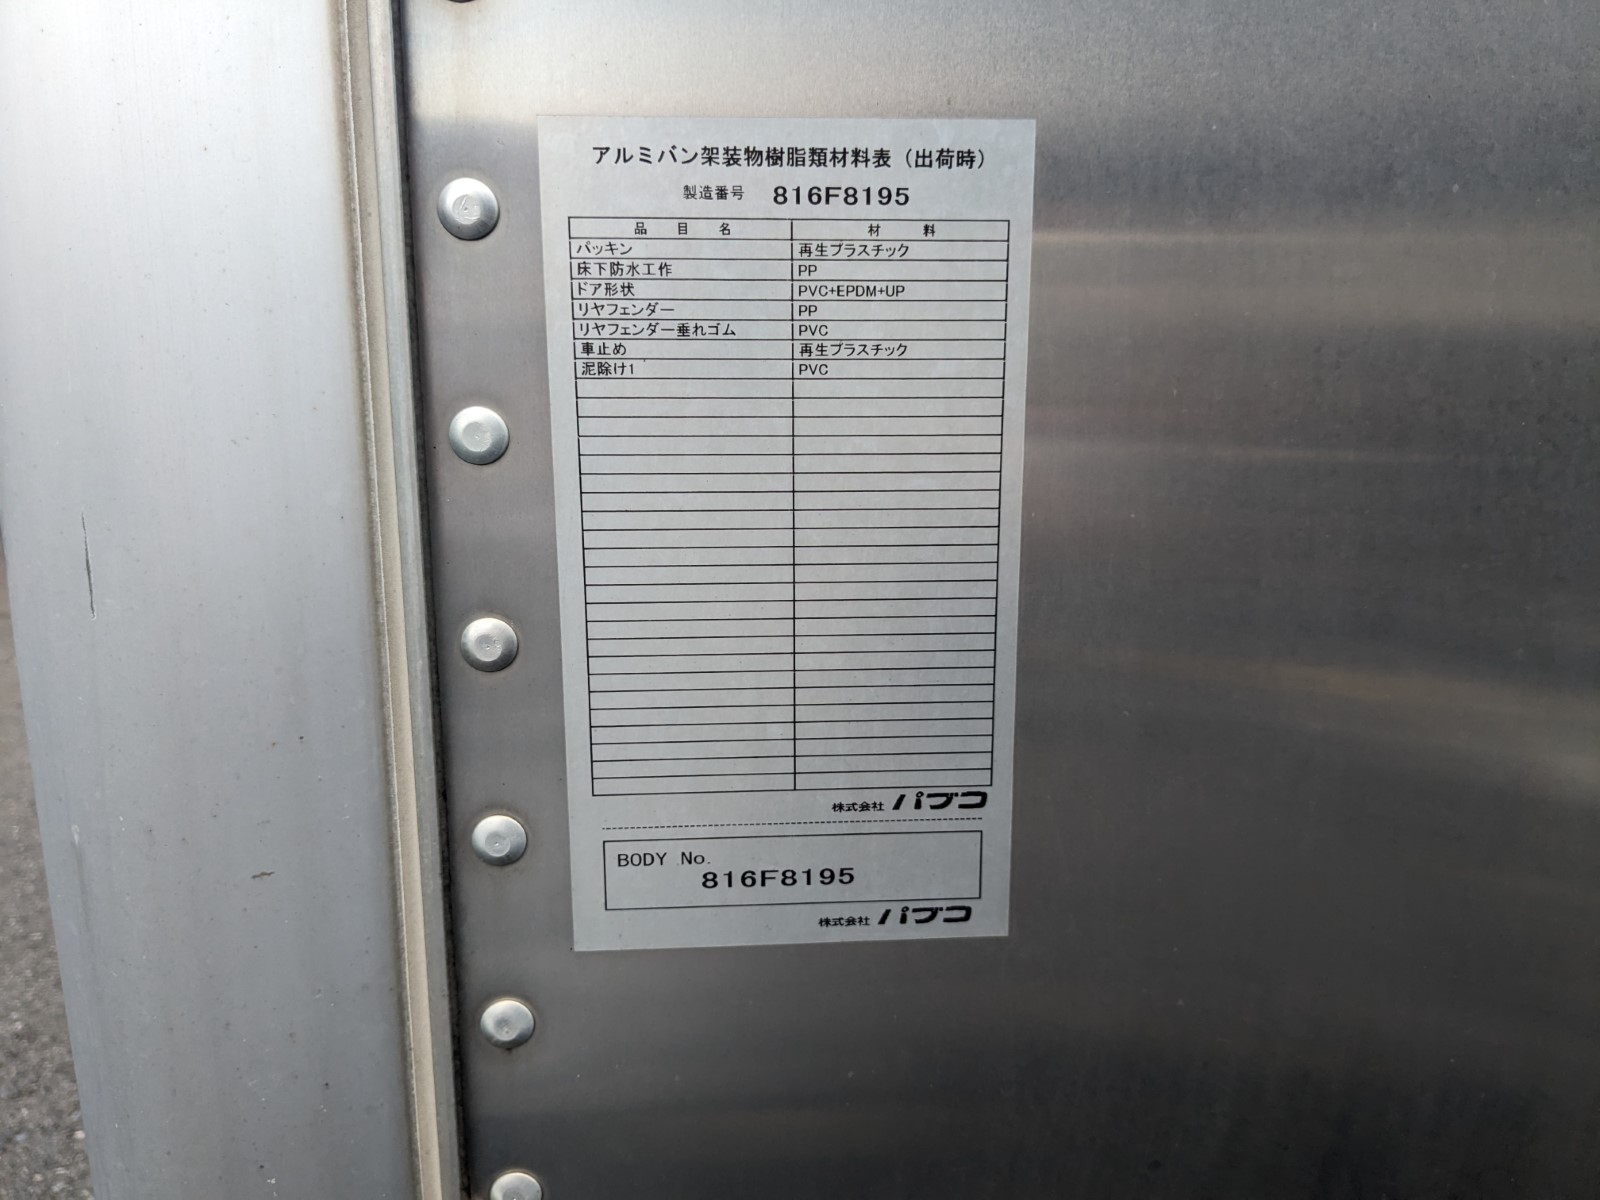 アルミバン架装物樹脂類材料表（出荷時）
製造番号 816F8195
品目名 材料
パッキン 再生プラスチック
床下防水工作 PP
ドア形状 PVC+EPDM+UP
リヤフェンダー PP
リヤフェンダー垂れゴム PVC
車止め 再生プラスチック
泥除け1 PVC
株式会社 パブコ
BODY No.
816F8195
株式会社 パブコ